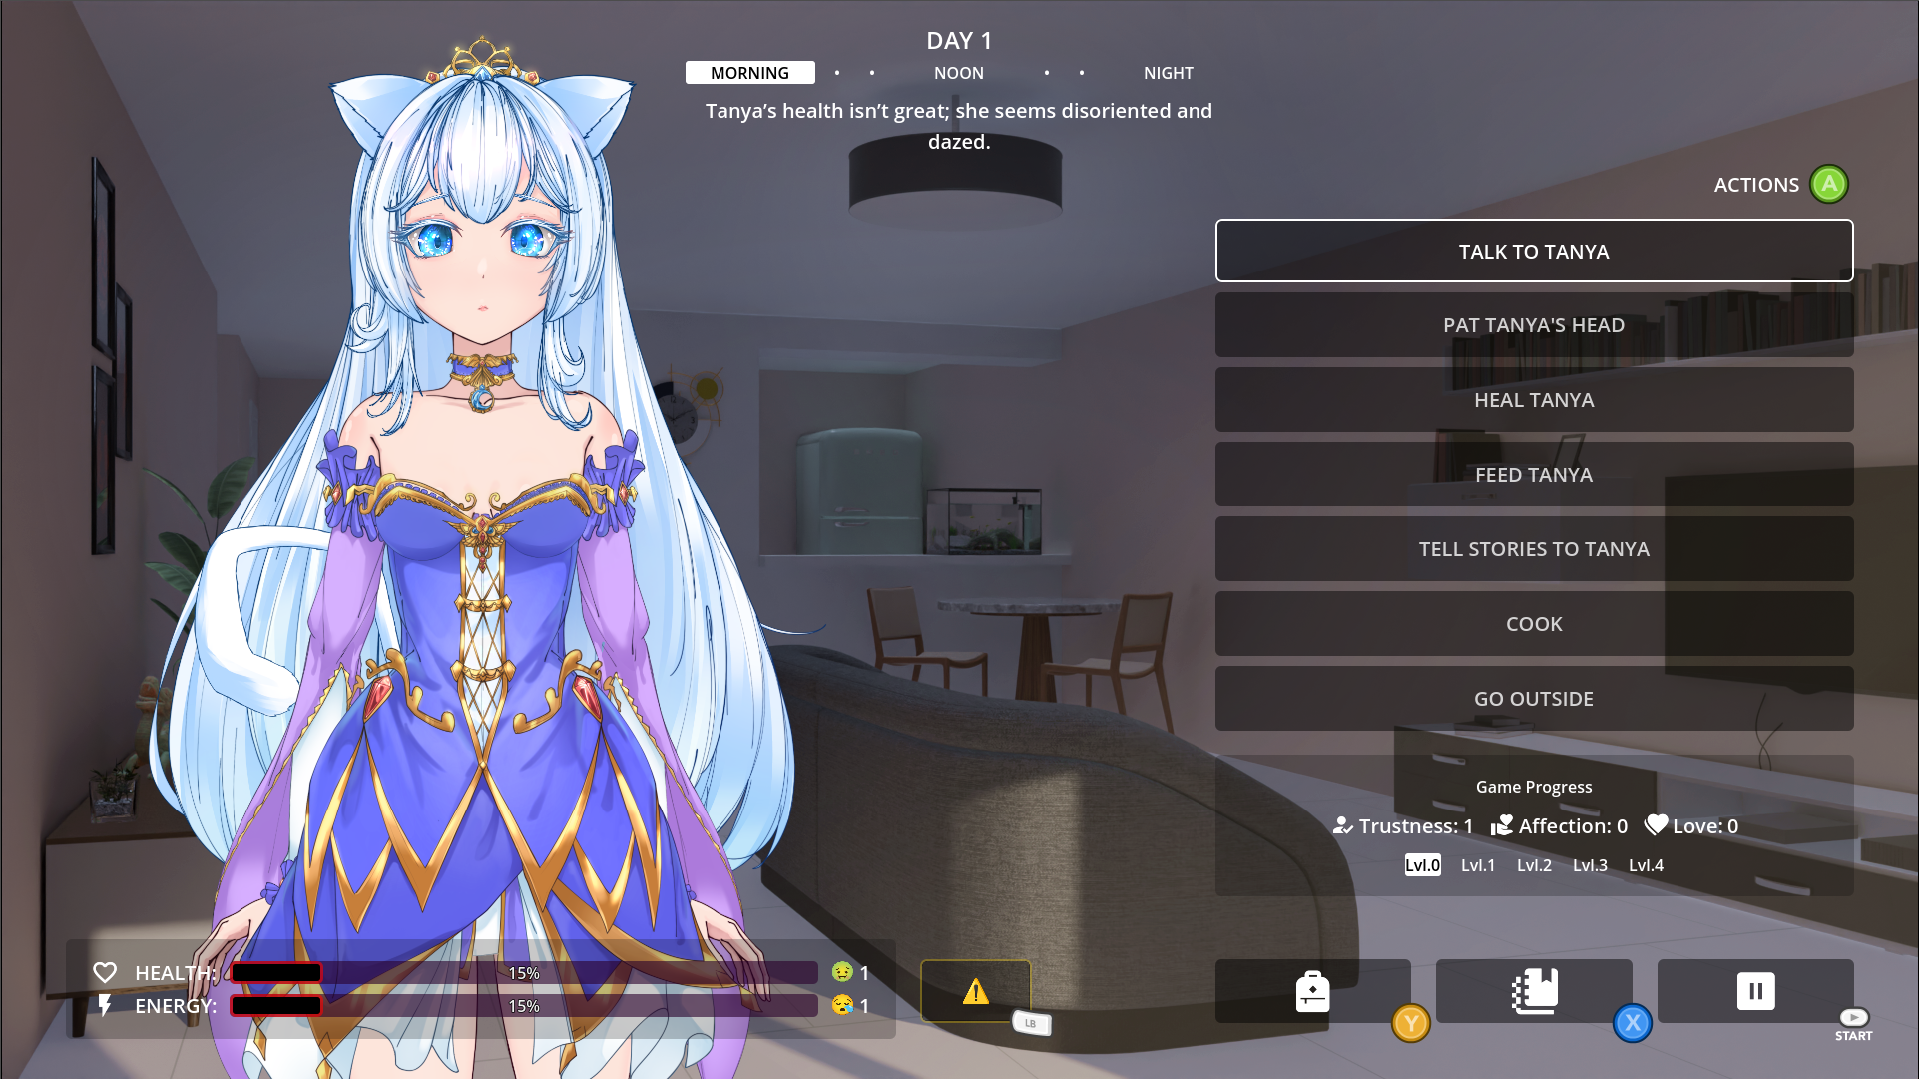 DAY 1
MORNING • • NOON • • NIGHT
Tanya’s health isn’t great; she seems disoriented and
dazed.
ACTIONS A
TALK TO TANYA
PAT TANYA'S HEAD
HEAL TANYA
FEED TANYA
TELL STORIES TO TANYA
COOK
GO OUTSIDE
Game Progress
Trustness: 1 Affection: 0 Love: 0
Lvl.0 Lvl.1 Lvl.2 Lvl.3 Lvl.4
HEALTH: 15% 1
ENERGY: 15% 1
LB
Y
X
START